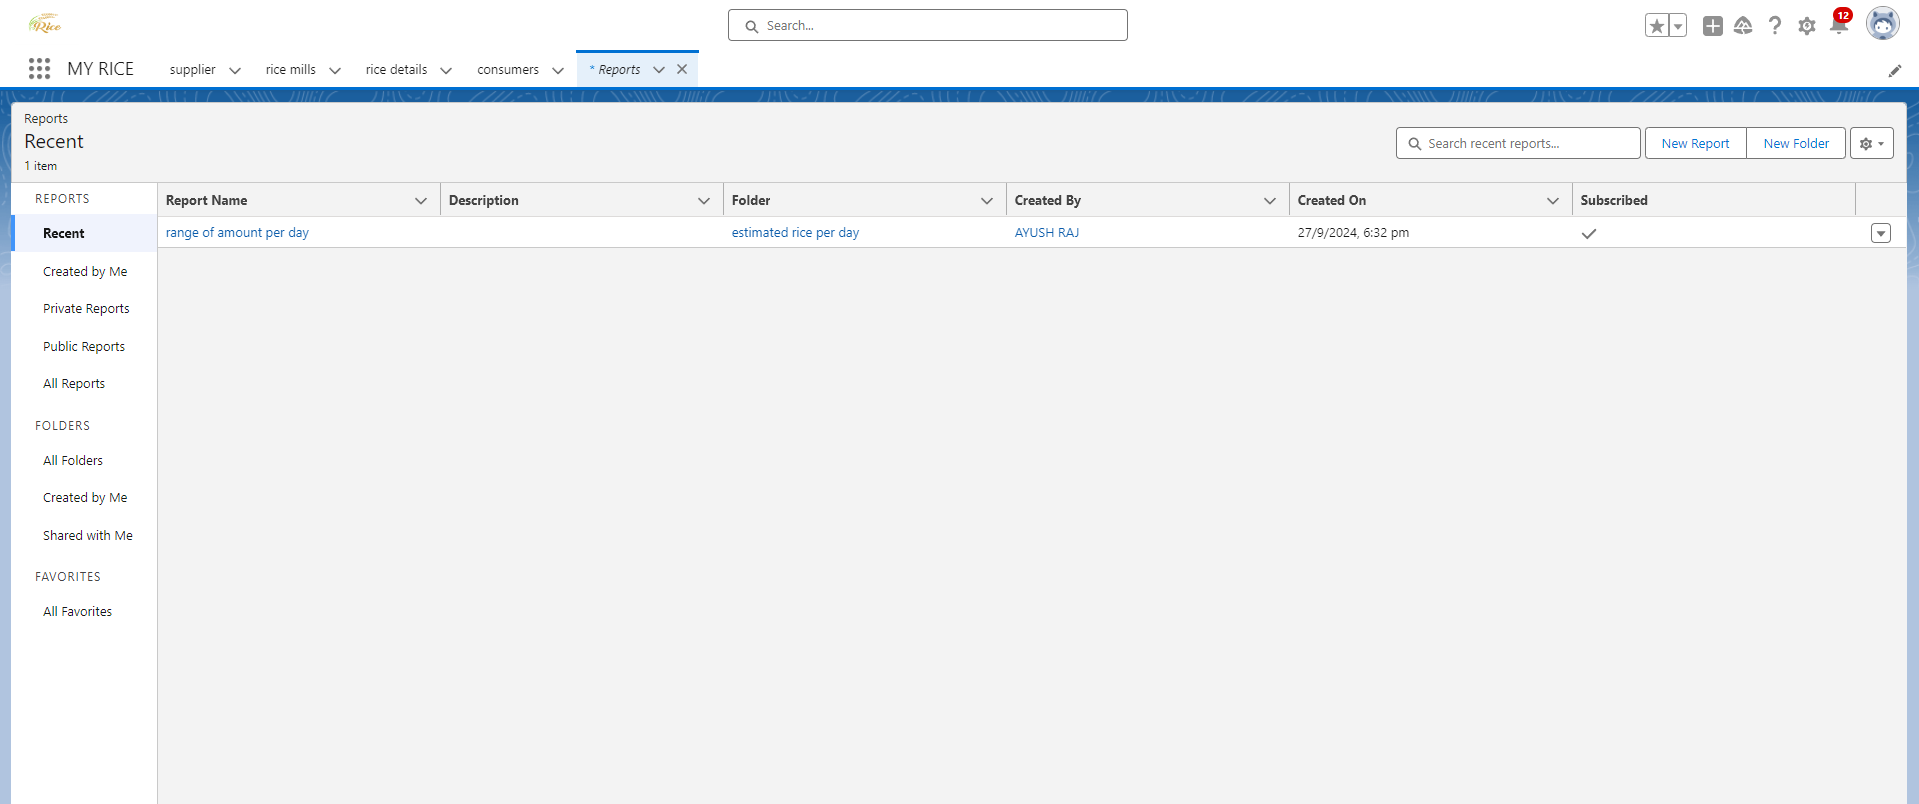 Rice
Search...
12
MY RICE
supplier
rice mills
rice details
consumers
* Reports
Reports
Recent
1 item
Search recent reports...
New Report
New Folder
REPORTS
Recent
Created by Me
Private Reports
Public Reports
All Reports
FOLDERS
All Folders
Created by Me
Shared with Me
FAVORITES
All Favorites
Report Name Description Folder Created By Created On Subscribed
range of amount per day estimated rice per day AYUSH RAJ 27/9/2024, 6:32 pm